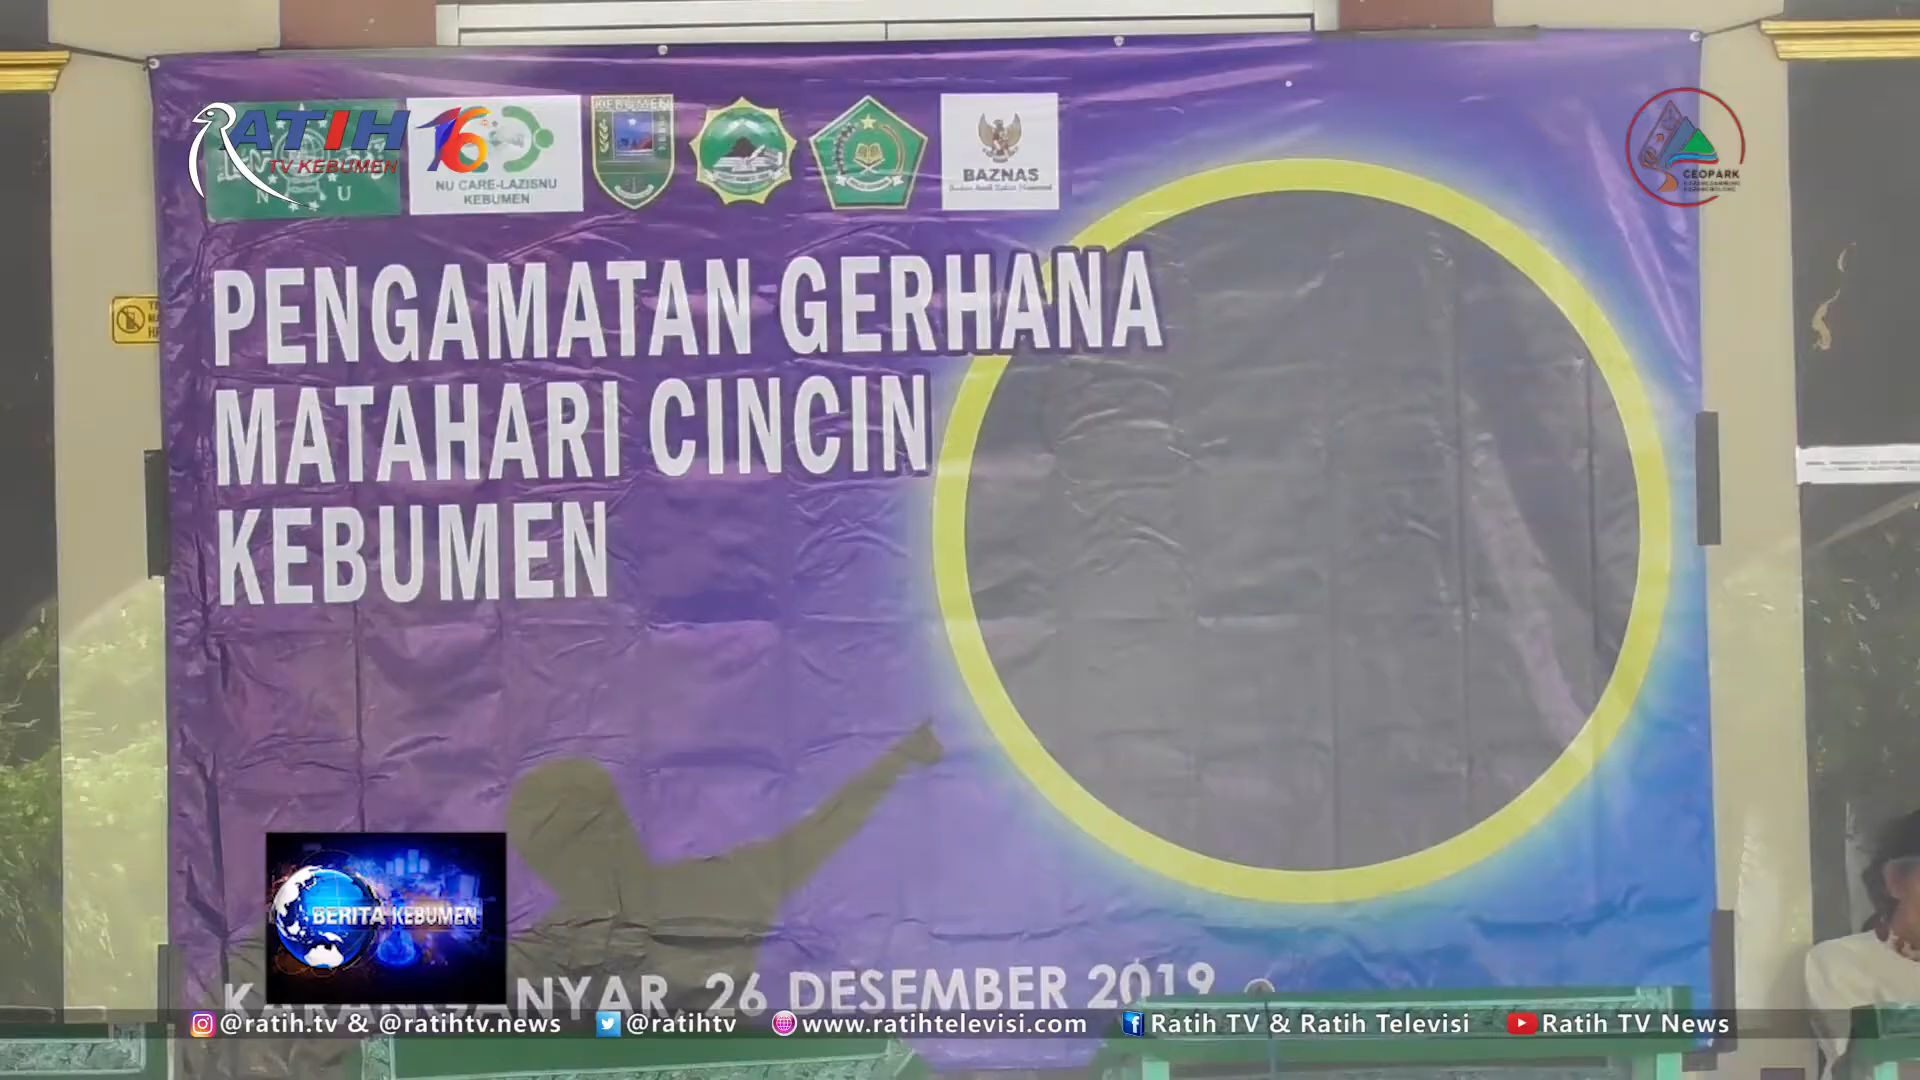 RATIH
TV KEBUMEN
16
N U
NU CARE-LAZISNU
KEBUMEN
KEBUMEN
BAZNAS
GEOPARK
PENGAMATAN GERHANA
MATAHARI CINCIN
KEBUMEN
BERITA KEBUMEN
26 DESEMBER 2019
@ratih.tv & @ratihtv.news @ratihtv www.ratihtelevisi.com Ratih TV & Ratih Televisi Ratih TV News